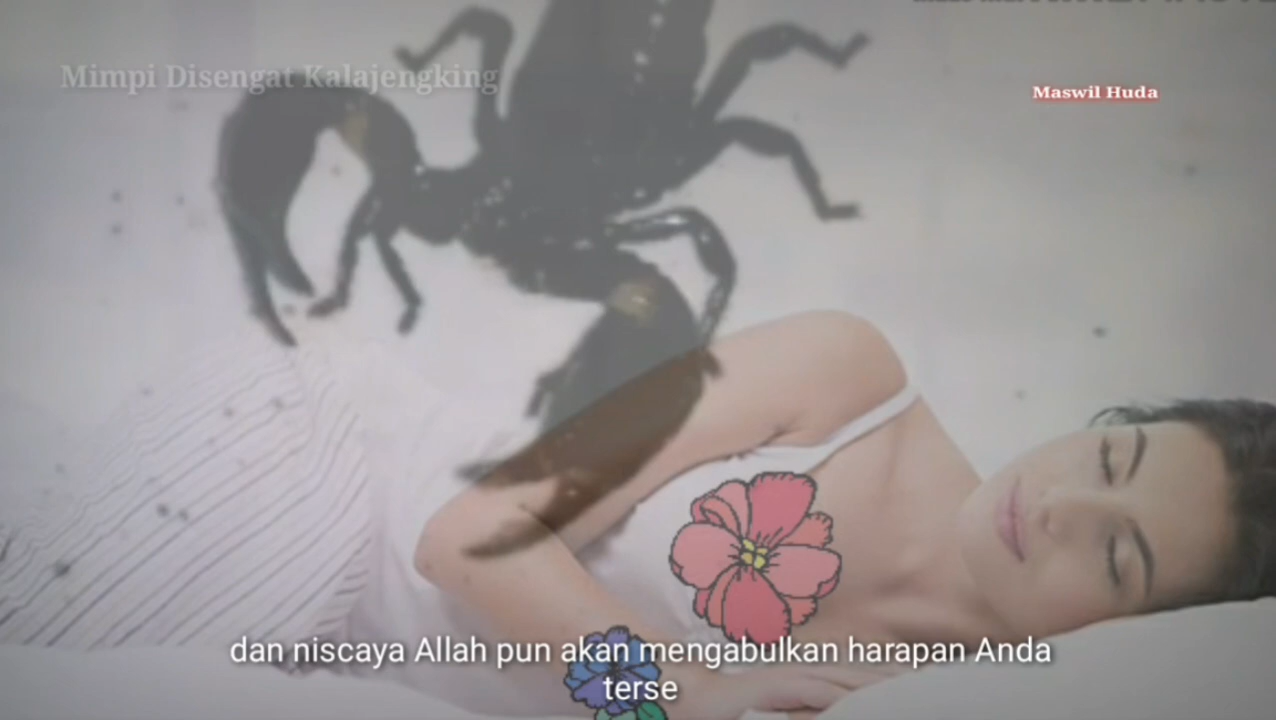 Mimpi Disengat Kalajengking
Maswil Huda
dan niscaya Allah pun akan mengabulkan harapan Anda
terse